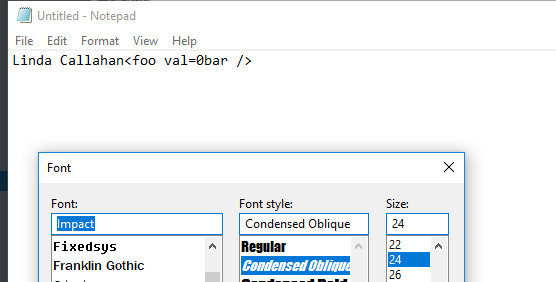 Untitled - Notepad
File Edit Format View Help
Linda Callahan<foo val=0bar />
Font
Font: Font style: Size:
Impact Condensed Oblique 24
Fixedsys Regular 22
Franklin Gothic Condensed Oblique 24
26